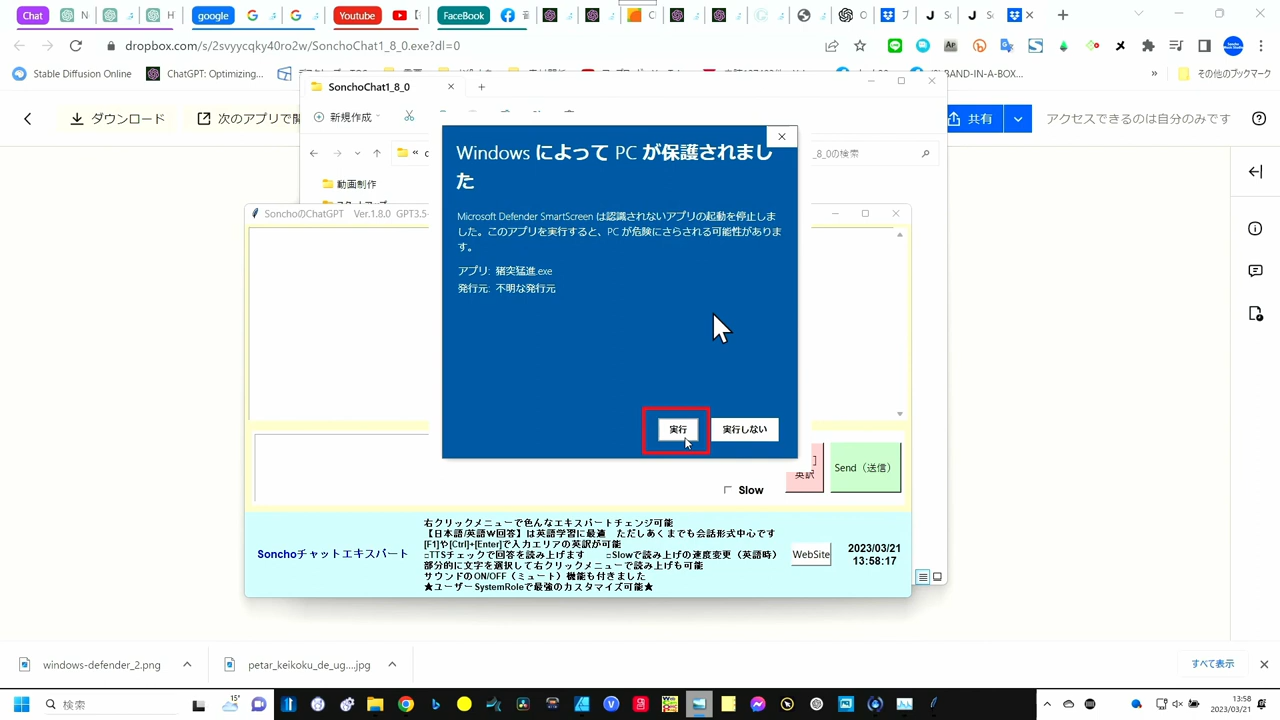 Chat
N
H
google
G
G
Youtube
FaceBook
J S
J S
dropbox.com/s/2svyycqky40ro2w/SonchoChat1_8_0.exe?dl=0
Stable Diffusion Online
ChatGPT: Optimizing...
BAND-IN-A-BOX...
»
その他のブックマーク
SonchoChat1_8_0
ダウンロード
次のアプリで開
新規作成
共有
アクセスできるのは自分のみです
_8_0の検索
動画制作
SonchoのChatGPT Ver.1.8.0 GPT3.5-
Windows によって PC が保護されまし
た
Microsoft Defender SmartScreen は認識されないアプリの起動を停止しま
した。このアプリを実行すると、PC が危険にさらされる可能性がありま
す。
アプリ: 猪突猛進.exe
発行元: 不明な発行元
実行
実行しない
英訳
Send（送信）
Slow
Sonchoチャットエキスパート
右クリックメニューで色んなエキスパートチェンジ可能
【日本語/英語W回答】は英語学習に最適 ただしあくまでも会話形式中心です
[F1]や[Ctrl]+[Enter]で入力エリアの英訳が可能
□TTSチェックで回答を読み上げます □Slowで読み上げの速度変更（英語時）
部分的に文字を選択して右クリックメニューで読み上げも可能
サウンドのON/OFF（ミュート）機能も付きました
★ユーザーSystemRoleで最強のカスタマイズ可能★
WebSite
2023/03/21
13:58:17
windows-defender_2.png
petar_keikoku_de_ug....jpg
すべて表示
検索
15°
13:58
2023/03/21